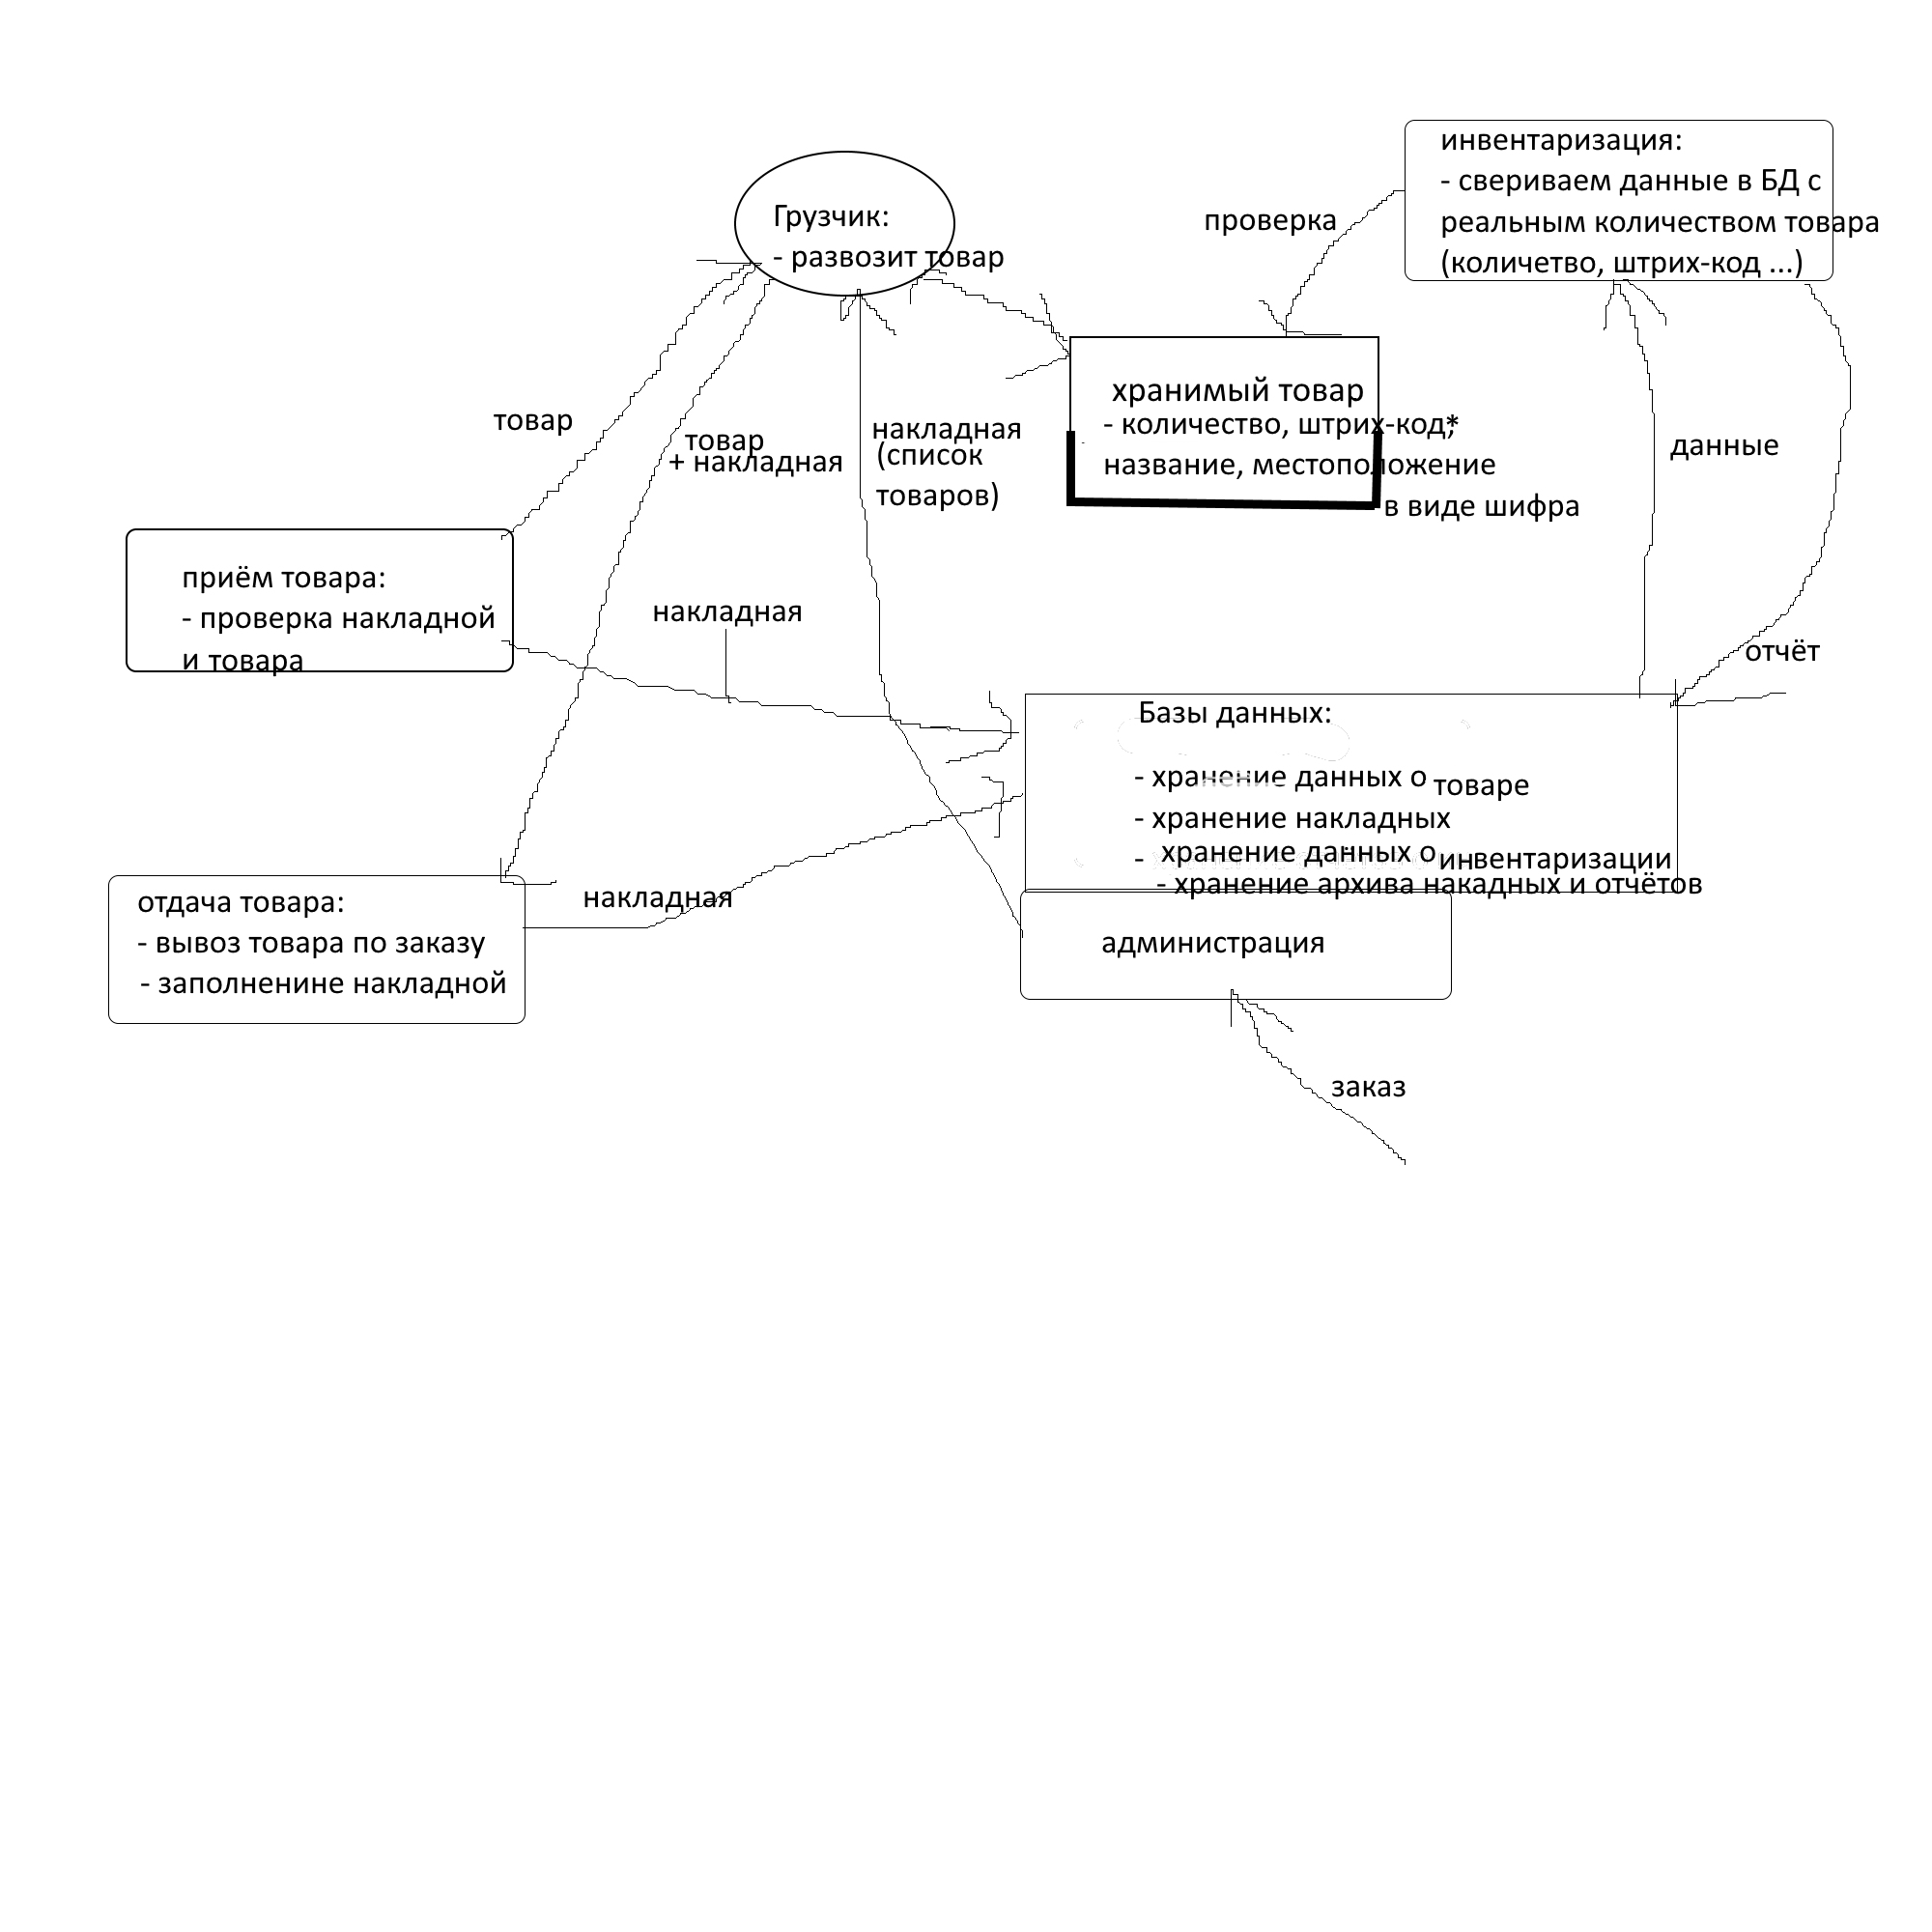 инвентаризация:
- свериваем данные в БД с
реальным количеством товара
(количетво, штрих-код ...)
Грузчик:
- развозит товар
проверка
хранимый товар
- количество, штрих-код,*
название, местоположение
в виде шифра
товар
товар
+ накладная
накладная
(список
товаров)
данные
приём товара:
- проверка накладной
и товара
накладная
отчёт
Базы данных:
- хранение данных о товаре
- хранение накладных
- хранение данных о инвентаризации
- хранение архива накадных и отчётов
отдача товара:
- вывоз товара по заказу
- заполненине накладной
накладная
администрация
заказ